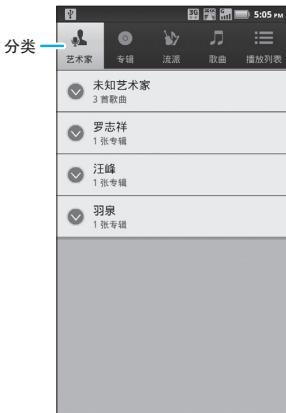 5:05 PM
分类
艺术家 专辑 流派 歌曲 播放列表
未知艺术家
3 首歌曲
罗志祥
1 张专辑
汪峰
1 张专辑
羽泉
1 张专辑